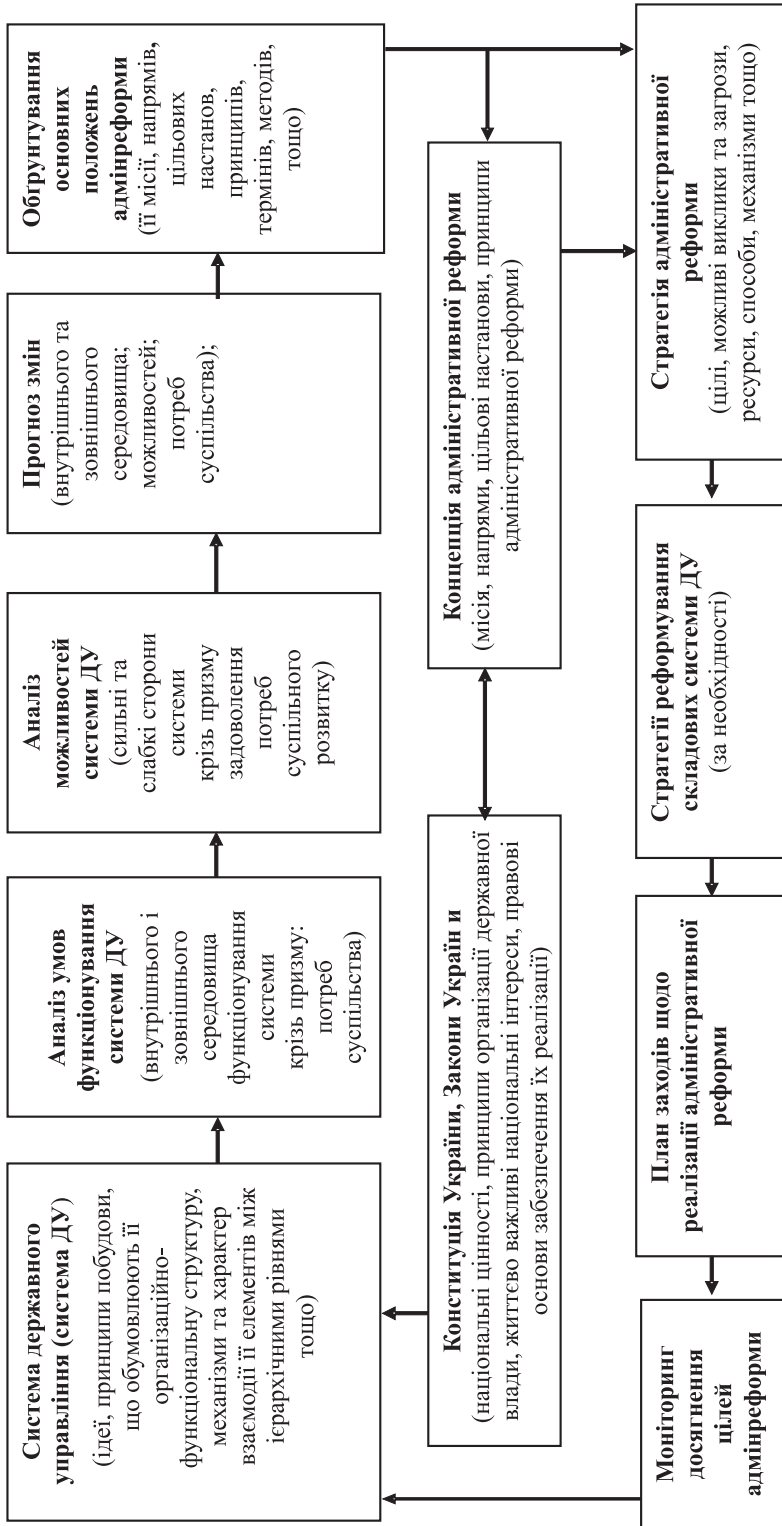 Система державного
управління (система ДУ)
(ідеї, принципи побудови,
що обумовлюють її
організаційно-
функціональну структуру,
механізми та характер
взаємодії її елементів між
ієрархічними рівнями
тощо)
Аналіз умов
функціонування
системи ДУ
(внутрішнього і
зовнішнього
середовища
функціонування
системи
крізь призму:
потреб
суспільства)
Аналіз
можливостей
системи ДУ
(сильні та
слабкі сторони
системи
крізь призму
задоволення
потреб
суспільного
розвитку)
Прогноз змін
(внутрішнього та
зовнішнього
середовища;
можливостей;
потреб
суспільства);
Обґрунтування
основних
положень
адмінреформи
(її місії, напрямів,
цільових
настанов,
принципів,
термінів, методів,
тощо)
Конституція України, Закони Україн и
(національні цінності, принципи організації державної
влади, життєво важливі національні інтереси, правові
основи забезпечення їх реалізації)
Концепція адміністративної реформи
(місія, напрями, цільові настанови, принципи
адміністративної реформи)
Моніторинг
досягнення
цілей
адмінреформи
План заходів щодо
реалізації адміністративної
реформи
Стратегії реформування
складових системи ДУ
(за необхідності)
Стратегія адміністративної
реформи
(цілі, можливі виклики та загрози,
ресурси, способи, механізми тощо)